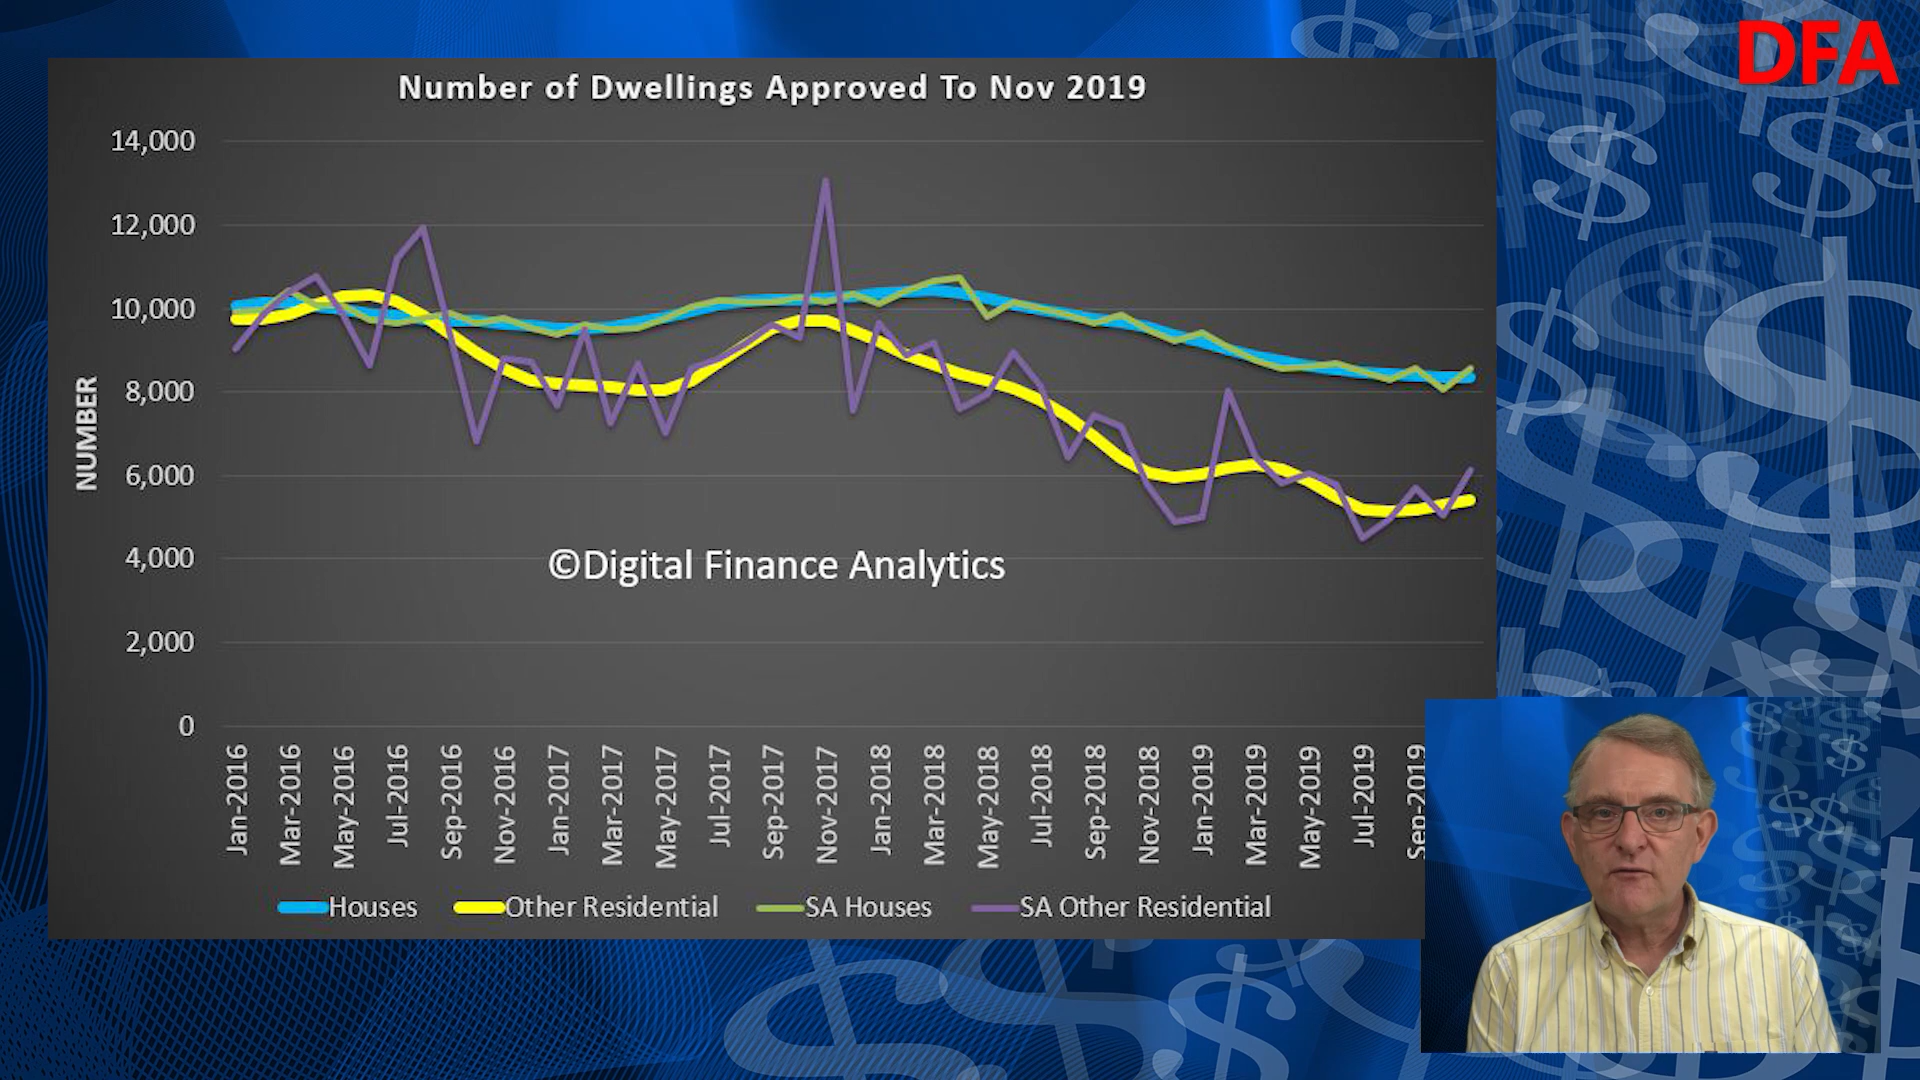 DFA
Number of Dwellings Approved To Nov 2019
14,000
12,000
10,000
8,000
6,000
4,000
2,000
0
NUMBER
©Digital Finance Analytics
Jan-2016
Mar-2016
May-2016
Jul-2016
Sep-2016
Nov-2016
Jan-2017
Mar-2017
May-2017
Jul-2017
Sep-2017
Nov-2017
Jan-2018
Mar-2018
May-2018
Jul-2018
Sep-2018
Nov-2018
Jan-2019
Mar-2019
May-2019
Jul-2019
Sep-2019
Houses
Other Residential
SA Houses
SA Other Residential